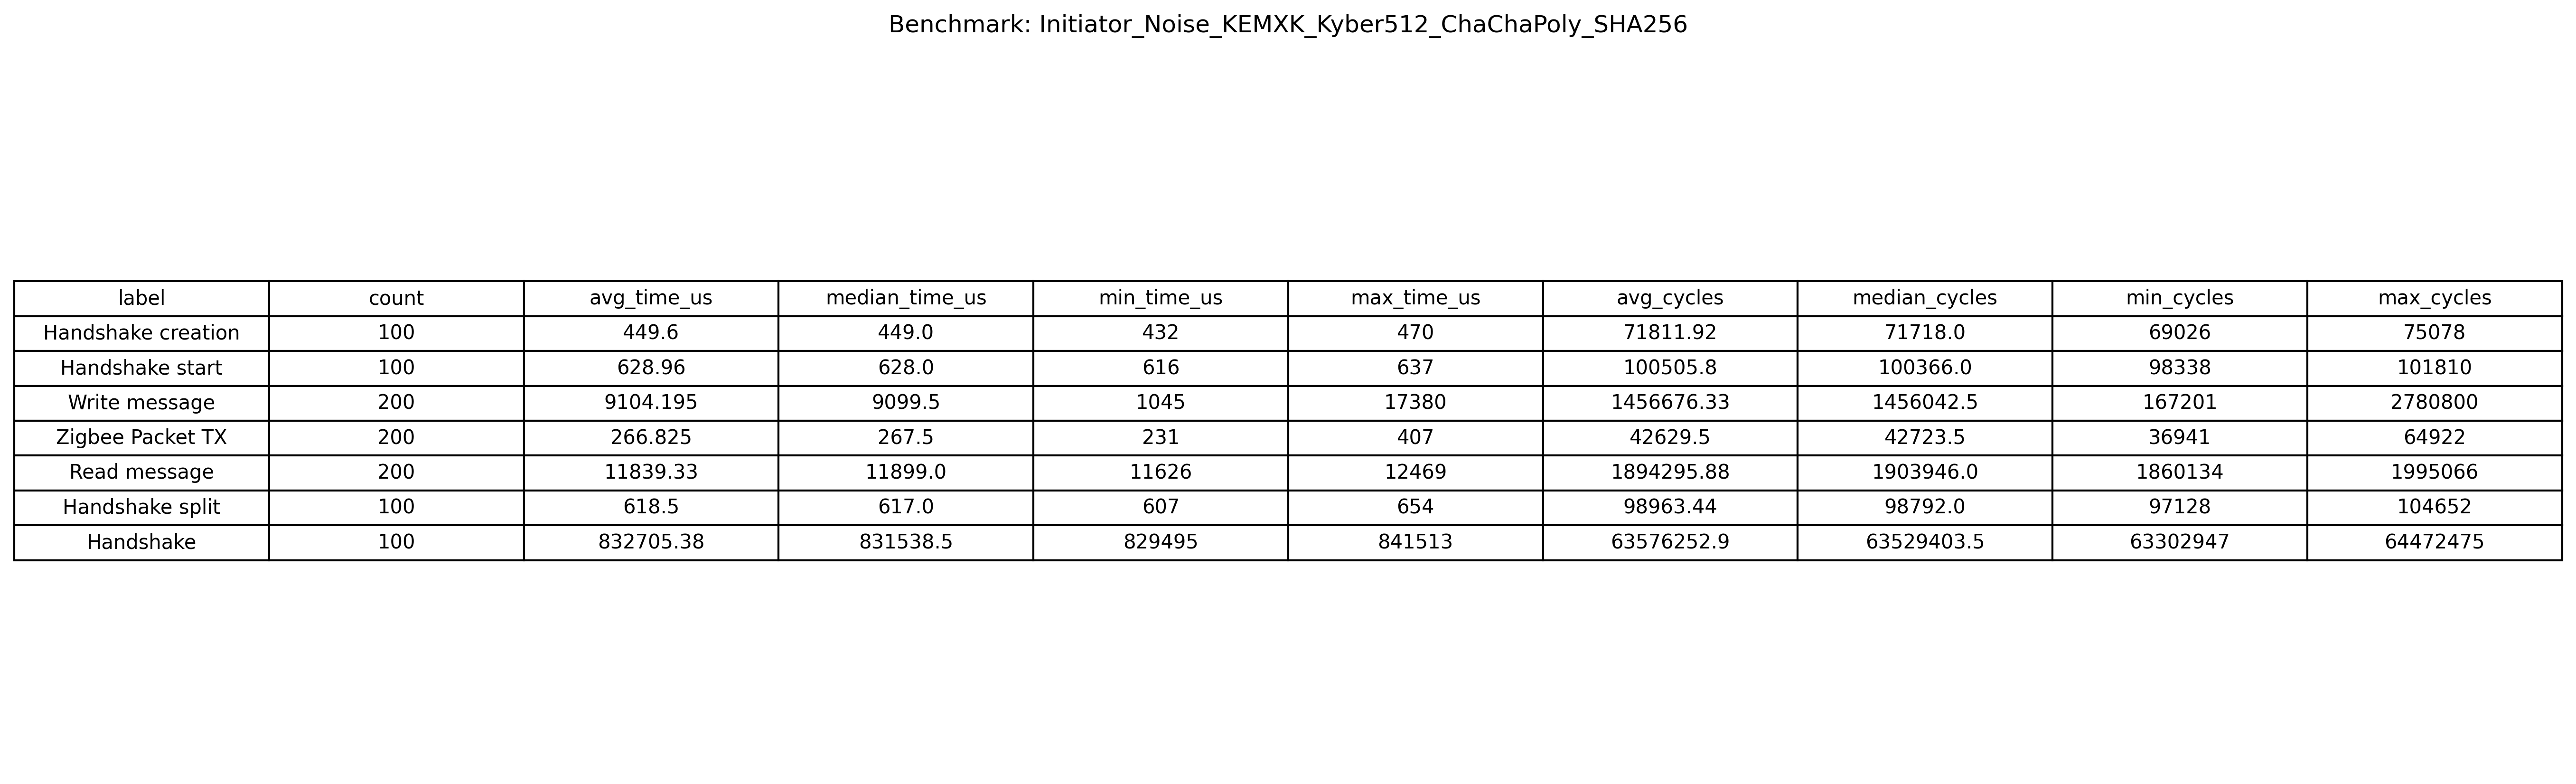 Benchmark: Initiator_Noise_KEMXK_Kyber512_ChaChaPoly_SHA256
label count avg_time_us median_time_us min_time_us max_time_us avg_cycles median_cycles min_cycles max_cycles
Handshake creation 100 449.6 449.0 432 470 71811.92 71718.0 69026 75078
Handshake start 100 628.96 628.0 616 637 100505.8 100366.0 98338 101810
Write message 200 9104.195 9099.5 1045 17380 1456676.33 1456042.5 167201 2780800
Zigbee Packet TX 200 266.825 267.5 231 407 42629.5 42723.5 36941 64922
Read message 200 11839.33 11899.0 11626 12469 1894295.88 1903946.0 1860134 1995066
Handshake split 100 618.5 617.0 607 654 98963.44 98792.0 97128 104652
Handshake 100 832705.38 831538.5 829495 841513 63576252.9 63529403.5 63302947 64472475